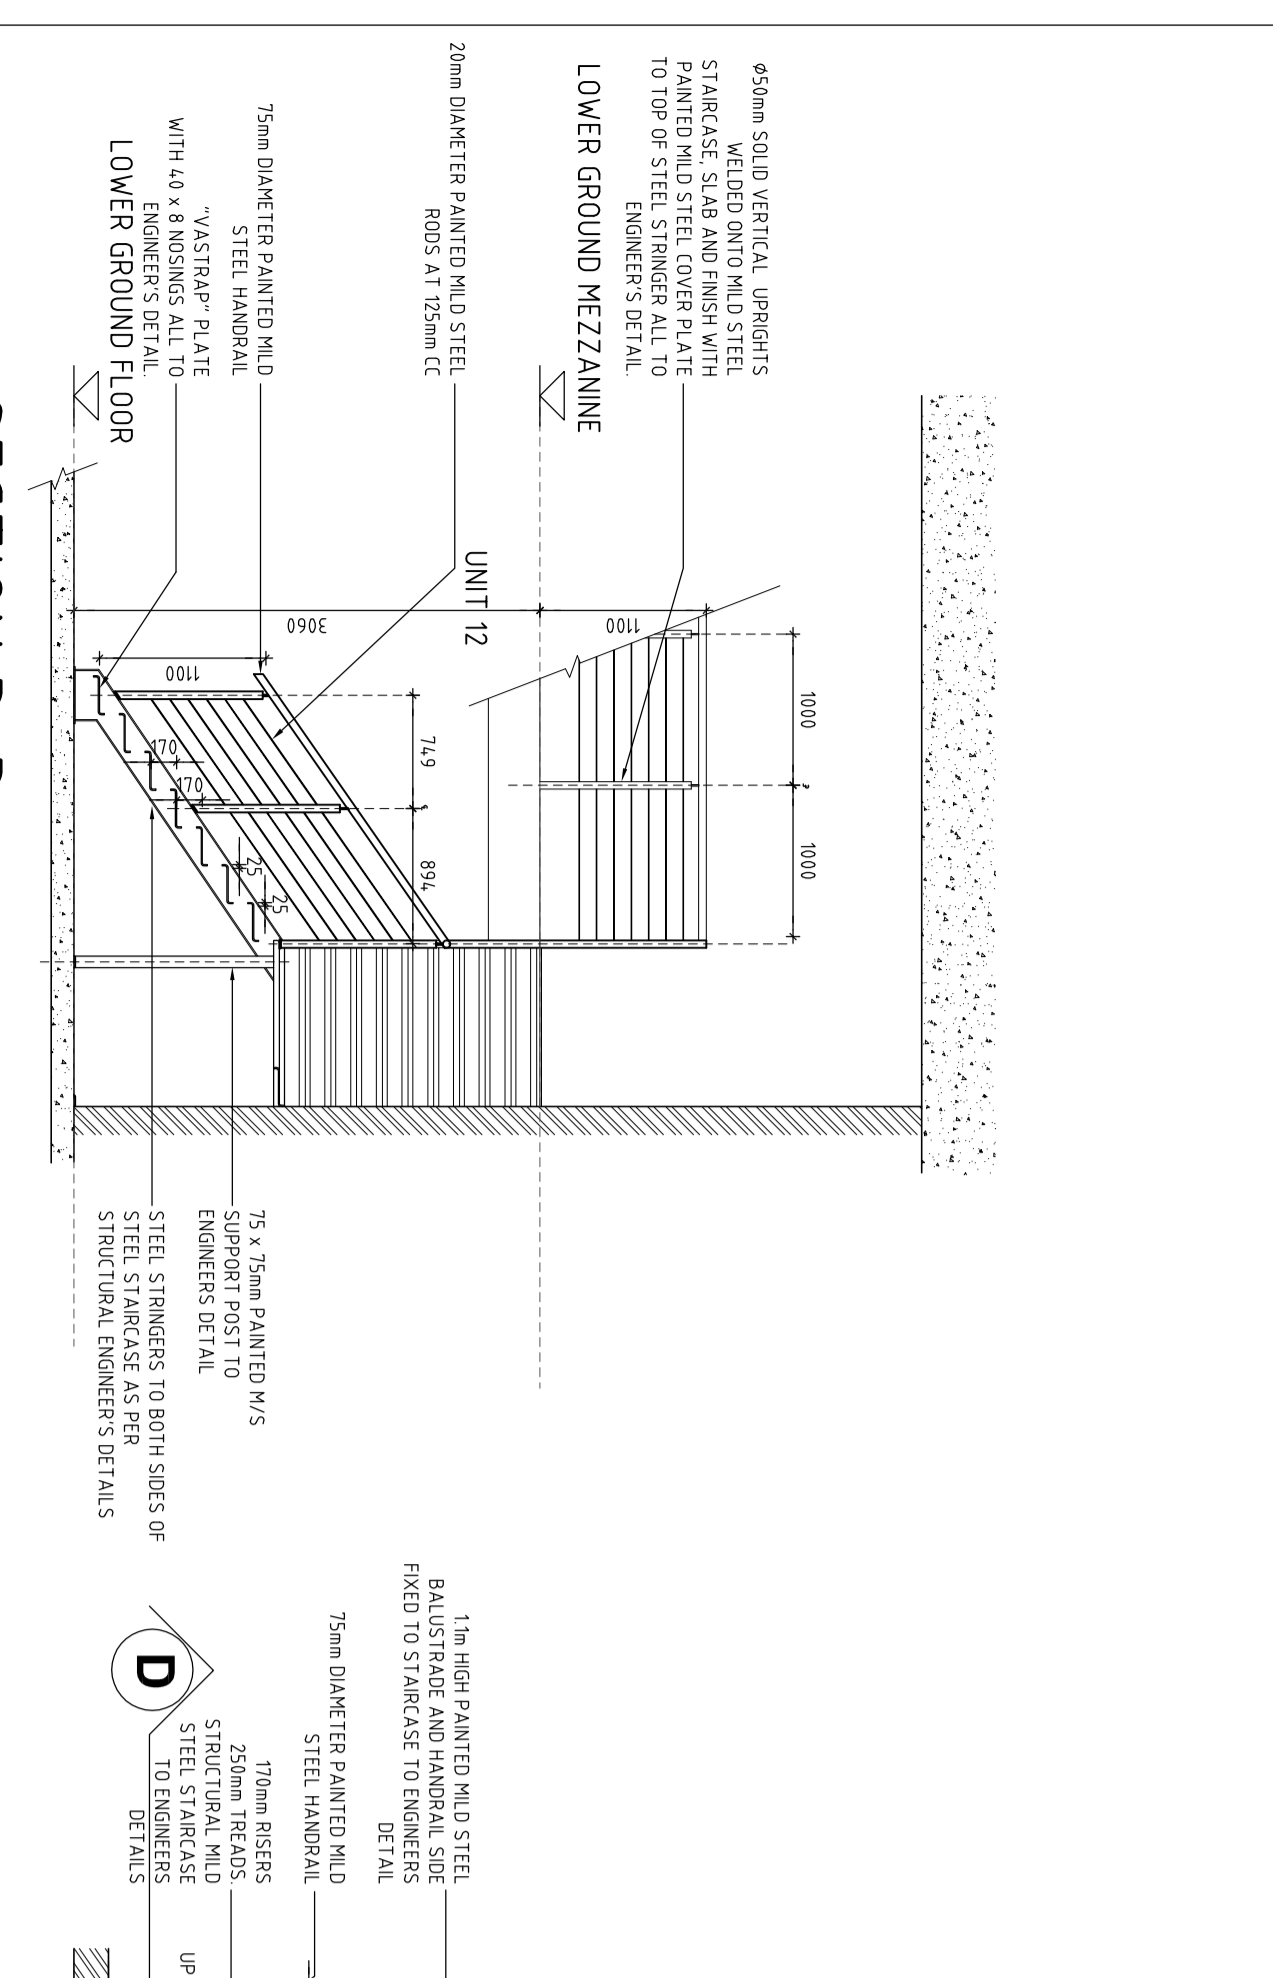 Ø50mm SOLID VERTICAL UPRIGHTS
WELDED ONTO MILD STEEL
STAIRCASE, SLAB AND FINISH WITH
PAINTED MILD STEEL COVER PLATE
TO TOP OF STEEL STRINGER ALL TO
ENGINEER'S DETAIL.
LOWER GROUND MEZZANINE
20mm DIAMETER PAINTED MILD STEEL
RODS AT 125mm CC
75mm DIAMETER PAINTED MILD
STEEL HANDRAIL
"VASTRAP" PLATE
WITH 40 x 8 NOSINGS ALL TO
ENGINEER'S DETAIL.
LOWER GROUND FLOOR
UNIT 12
1000
1000
1100
3060
1100
749
894
170
170
25
25
75 x 75mm PAINTED M/S
SUPPORT POST TO
ENGINEERS DETAIL
STEEL STRINGERS TO BOTH SIDES OF
STEEL STAIRCASE AS PER
STRUCTURAL ENGINEER'S DETAILS
1.1m HIGH PAINTED MILD STEEL
BALUSTRADE AND HANDRAIL SIDE
FIXED TO STAIRCASE TO ENGINEERS
DETAIL
75mm DIAMETER PAINTED MILD
STEEL HANDRAIL
170mm RISERS
250mm TREADS.
STRUCTURAL MILD
STEEL STAIRCASE
TO ENGINEERS
DETAILS
D
UP